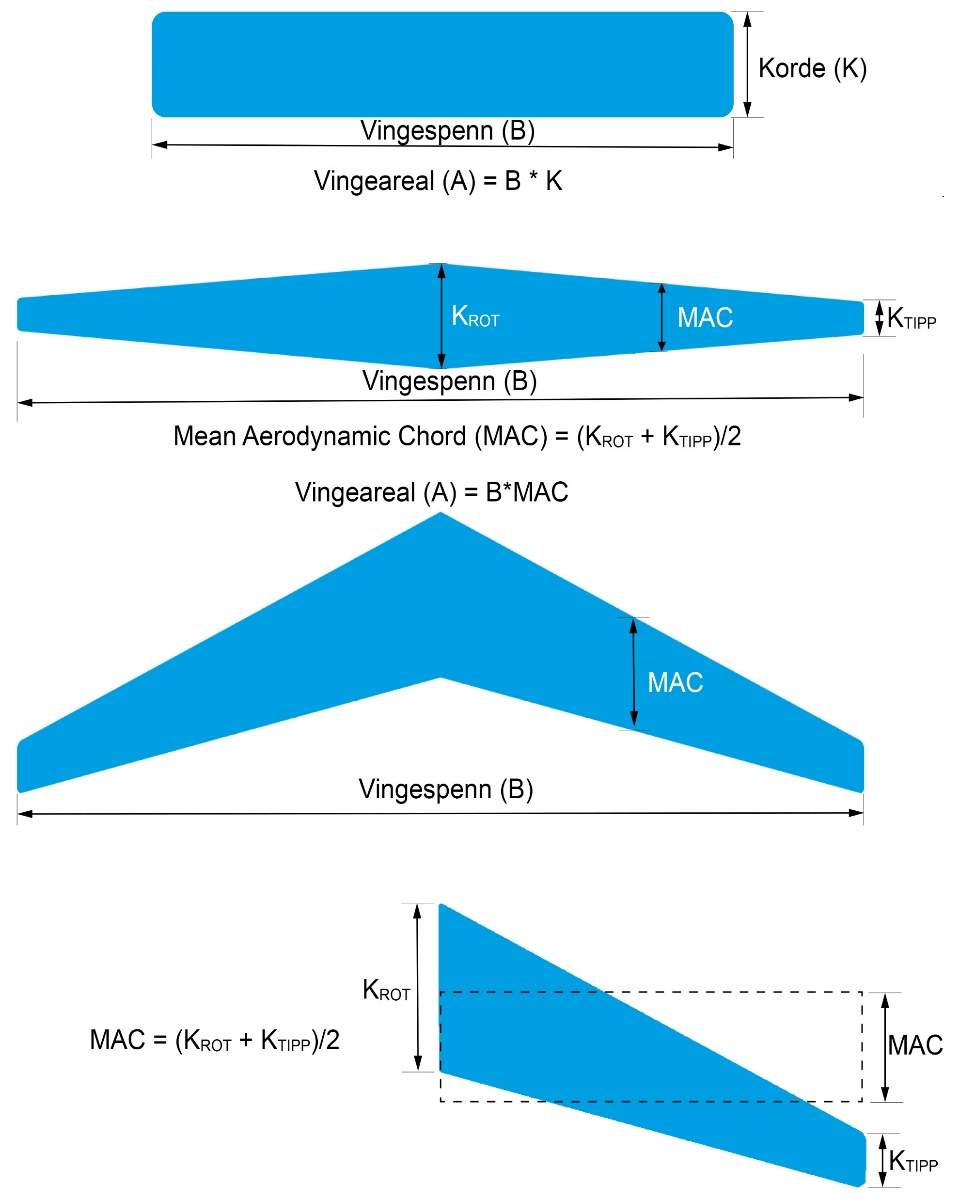 Korde (K)
Vingespenn (B)
Vingeareal (A) = B * K
KROT
MAC
KTIPP
Vingespenn (B)
Mean Aerodynamic Chord (MAC) = (KROT + KTIPP)/2
Vingeareal (A) = B*MAC
MAC
Vingespenn (B)
KROT
MAC = (KROT + KTIPP)/2
MAC
KTIPP